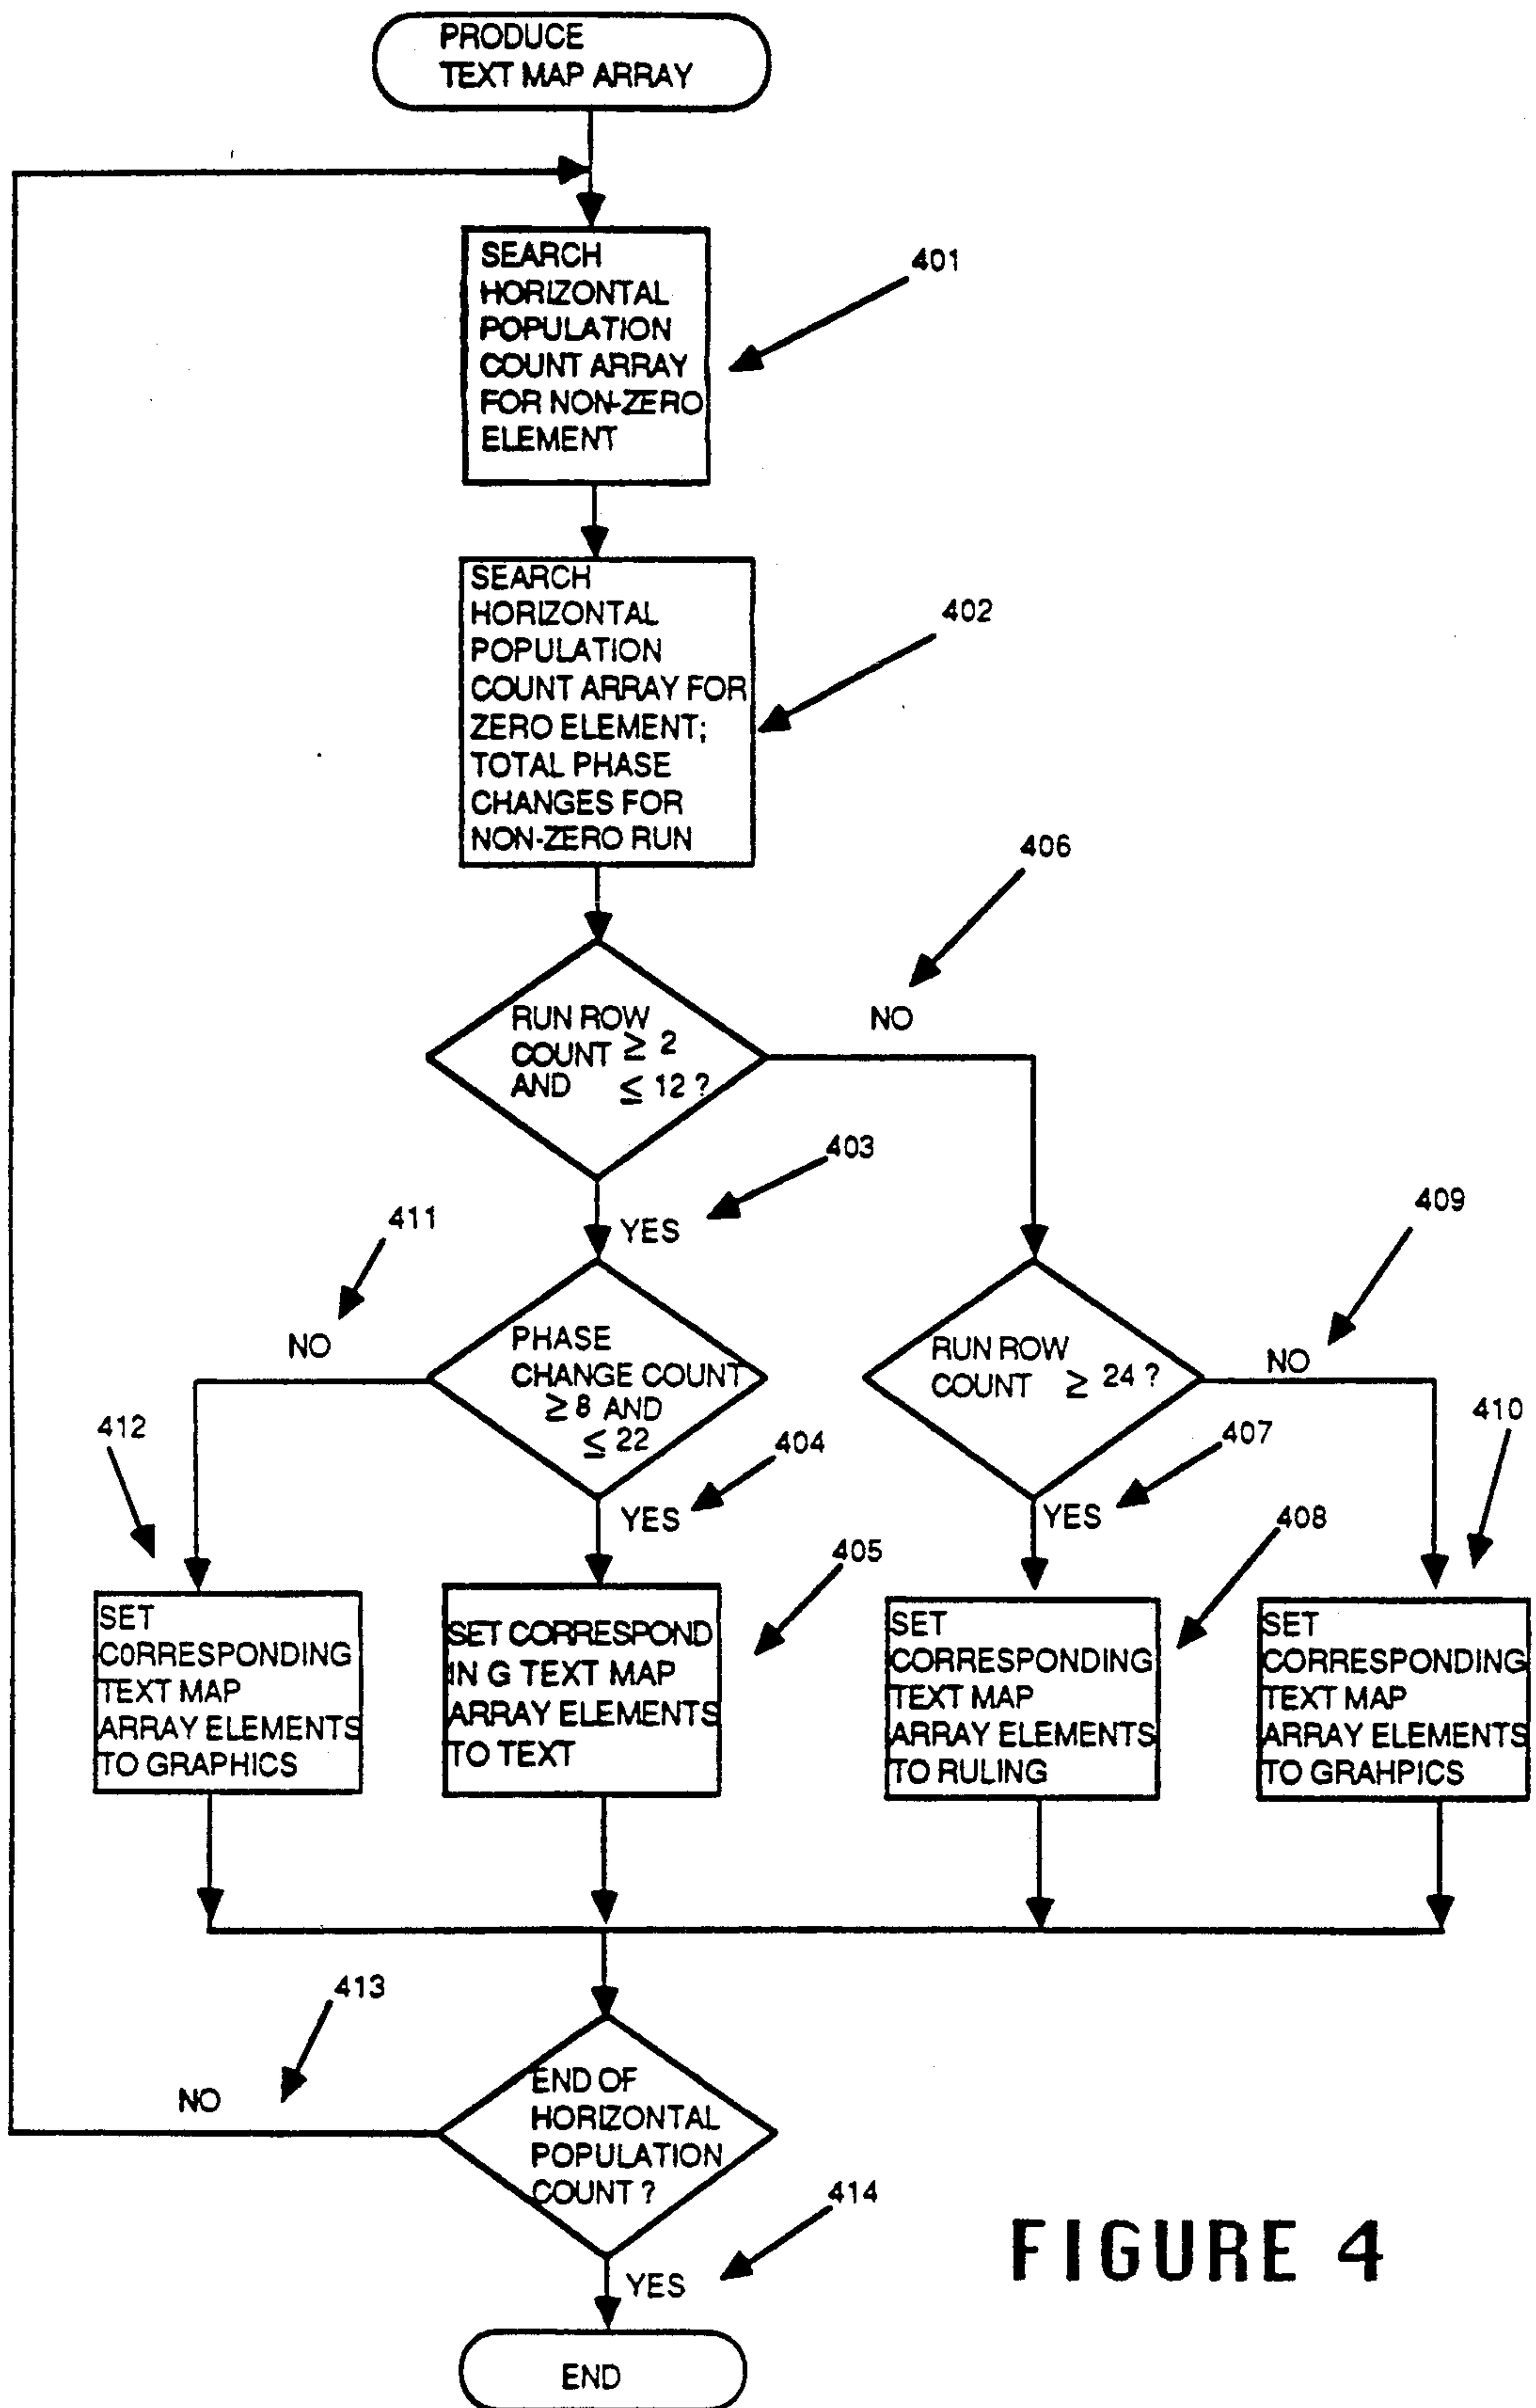 PRODUCE
TEXT MAP ARRAY
SEARCH
HORIZONTAL
POPULATION
COUNT ARRAY
FOR NON-ZERO
ELEMENT
401
SEARCH
HORIZONTAL
POPULATION
COUNT ARRAY FOR
ZERO ELEMENT;
TOTAL PHASE
CHANGES FOR
NON-ZERO RUN
402
RUN ROW
COUNT ≥ 2
AND ≤ 12 ?
406
NO
403
YES
411
NO
PHASE
CHANGE COUNT
≥ 8 AND
≤ 22
RUN ROW
COUNT ≥ 24 ?
409
NO
412
404
YES
407
YES
410
405
408
SET
CORRESPONDING
TEXT MAP
ARRAY ELEMENTS
TO GRAPHICS
SET CORRESPOND
IN G TEXT MAP
ARRAY ELEMENTS
TO TEXT
SET
CORRESPONDING
TEXT MAP
ARRAY ELEMENTS
TO RULING
SET
CORRESPONDING
TEXT MAP
ARRAY ELEMENTS
TO GRAHPICS
413
NO
END OF
HORIZONTAL
POPULATION
COUNT ?
414
YES
END
FIGURE 4